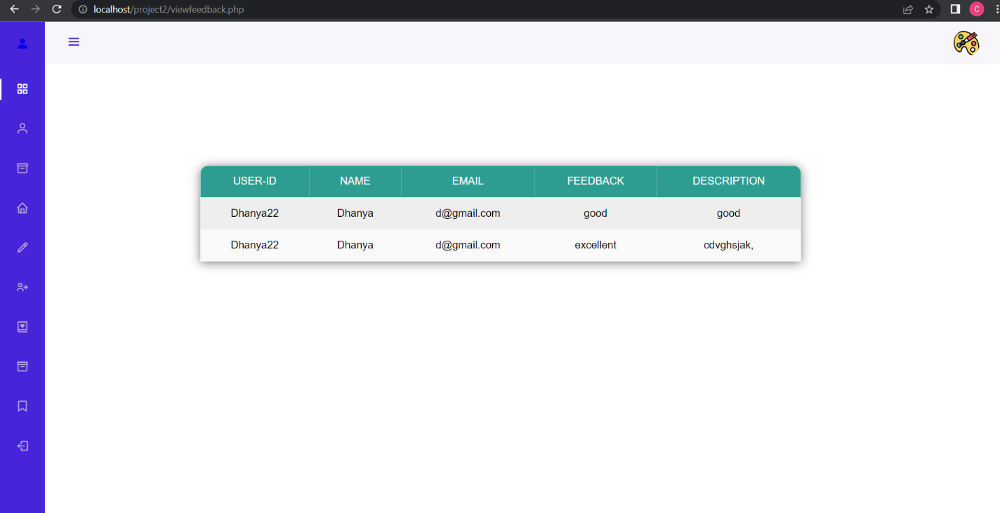 localhost/project2/viewfeedback.php
C
USER-ID NAME EMAIL FEEDBACK DESCRIPTION
Dhanya22 Dhanya d@gmail.com good good
Dhanya22 Dhanya d@gmail.com excellent cdvghsjak,